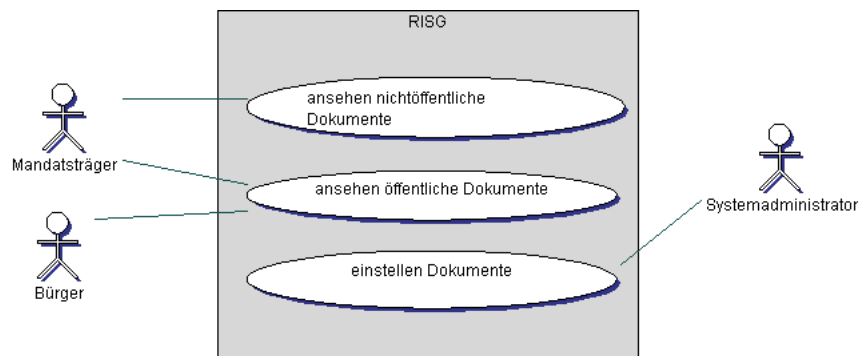 RISG
ansehen nichtöffentliche
Dokumente
Mandatsträger
ansehen öffentliche Dokumente
Systemadministrator
einstellen Dokumente
Bürger